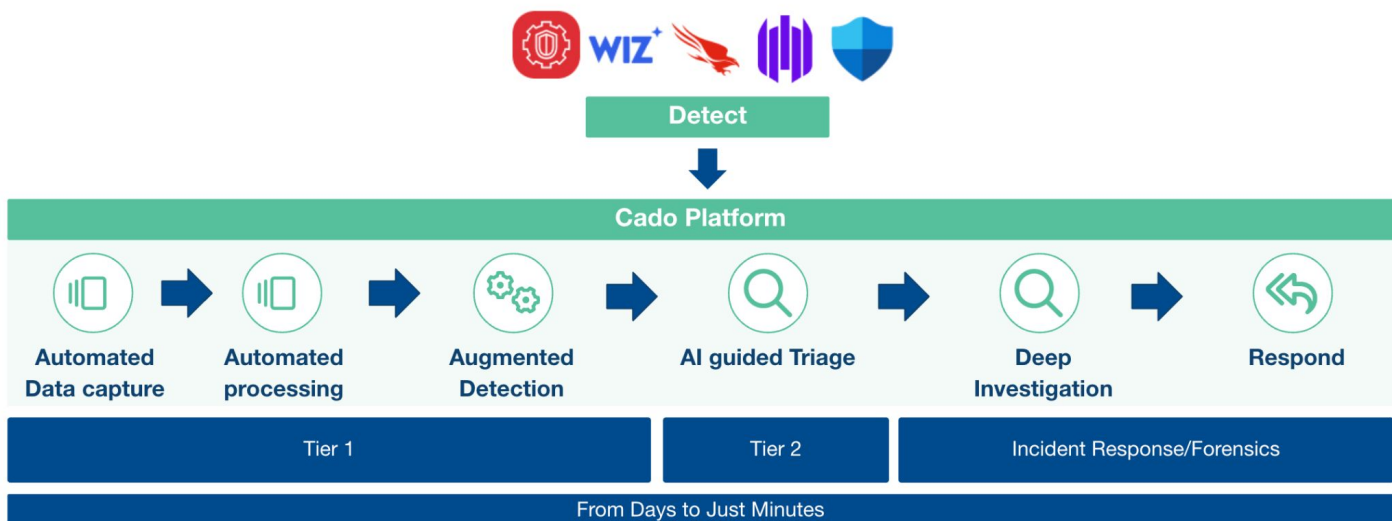 WIZ
Detect
Cado Platform
Automated
Data capture
Automated
processing
Augmented
Detection
AI guided Triage
Deep
Investigation
Respond
Tier 1
Tier 2
Incident Response/Forensics
From Days to Just Minutes